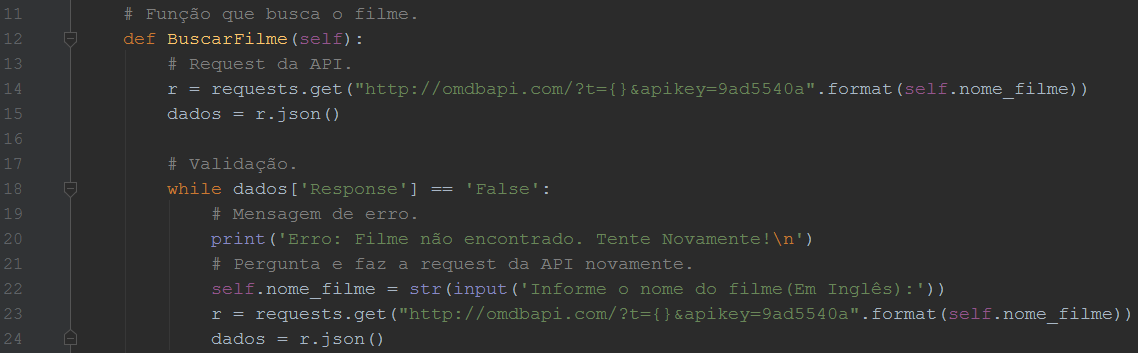 11 # Função que busca o filme.
12 def BuscarFilme(self):
13 # Request da API.
14 r = requests.get("http://omdbapi.com/?t={}&apikey=9ad5540a".format(self.nome_filme))
15 dados = r.json()
16
17 # Validação.
18 while dados['Response'] == 'False':
19 # Mensagem de erro.
20 print('Erro: Filme não encontrado. Tente Novamente!\n')
21 # Pergunta e faz a request da API novamente.
22 self.nome_filme = str(input('Informe o nome do filme(Em Inglês):'))
23 r = requests.get("http://omdbapi.com/?t={}&apikey=9ad5540a".format(self.nome_filme))
24 dados = r.json()